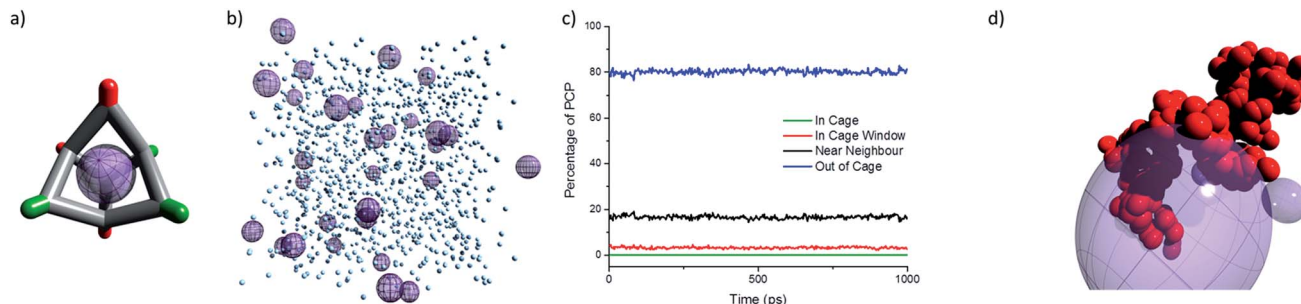 a)
b)
c)
d)
100
80
60
40
20
0
Percentage of PCP
In Cage
In Cage Window
Near Neighbour
Out of Cage
0
500
1000
Time (ps)